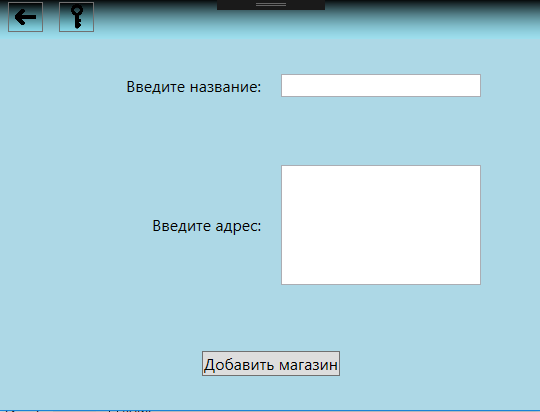 Введите название:
Введите адрес:
Добавить магазин